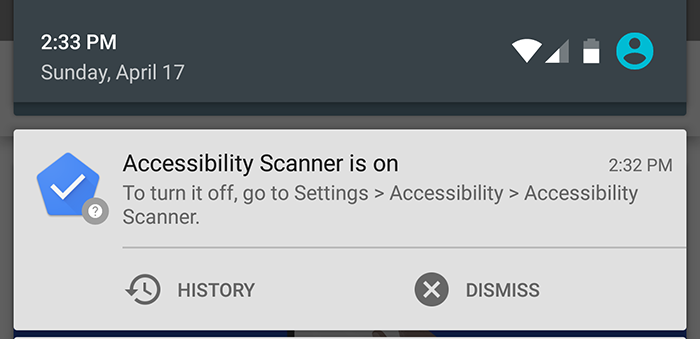 2:33 PM
Sunday, April 17
Accessibility Scanner is on 2:32 PM
To turn it off, go to Settings > Accessibility > Accessibility
Scanner.
HISTORY DISMISS